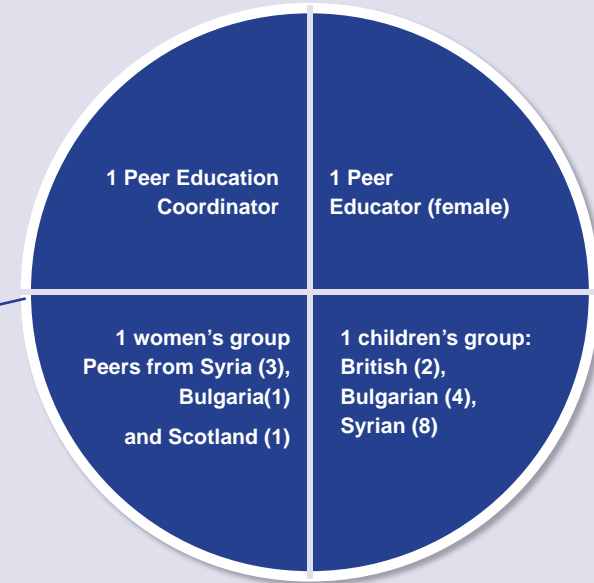 1 Peer Education
Coordinator
1 Peer
Educator (female)
1 women's group
Peers from Syria (3),
Bulgaria(1)
and Scotland (1)
1 children's group:
British (2),
Bulgarian (4),
Syrian (8)